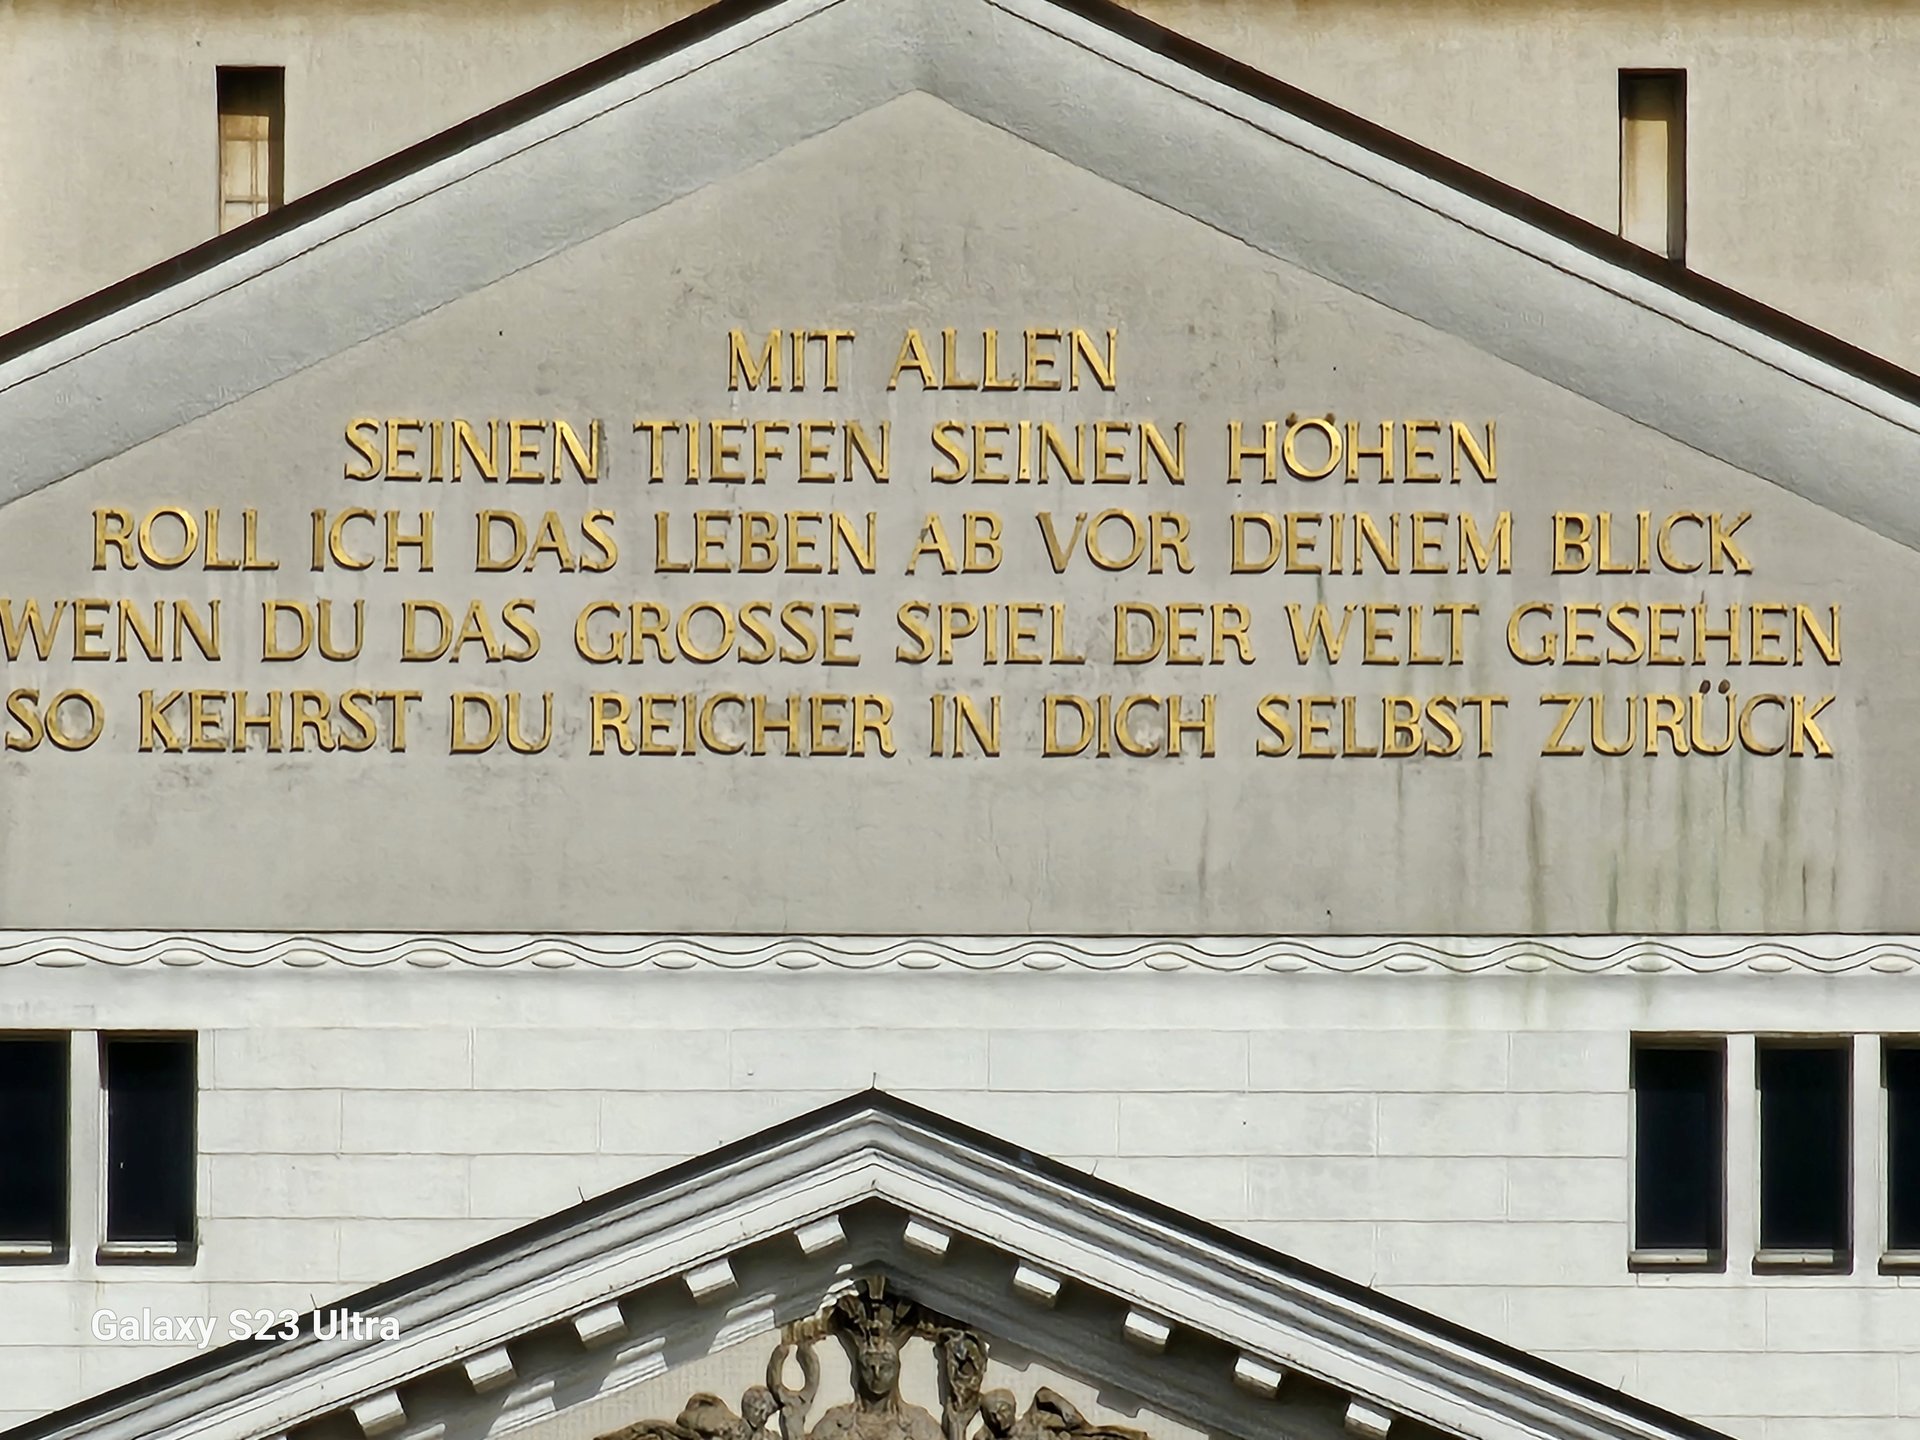 MIT ALLEN
SEINEN TIEFEN SEINEN HÖHEN
ROLL ICH DAS LEBEN AB VOR DEINEM BLICK
WENN DU DAS GROSSE SPIEL DER WELT GESEHEN
SO KEHRST DU REICHER IN DICH SELBST ZURÜCK
Galaxy S23 Ultra